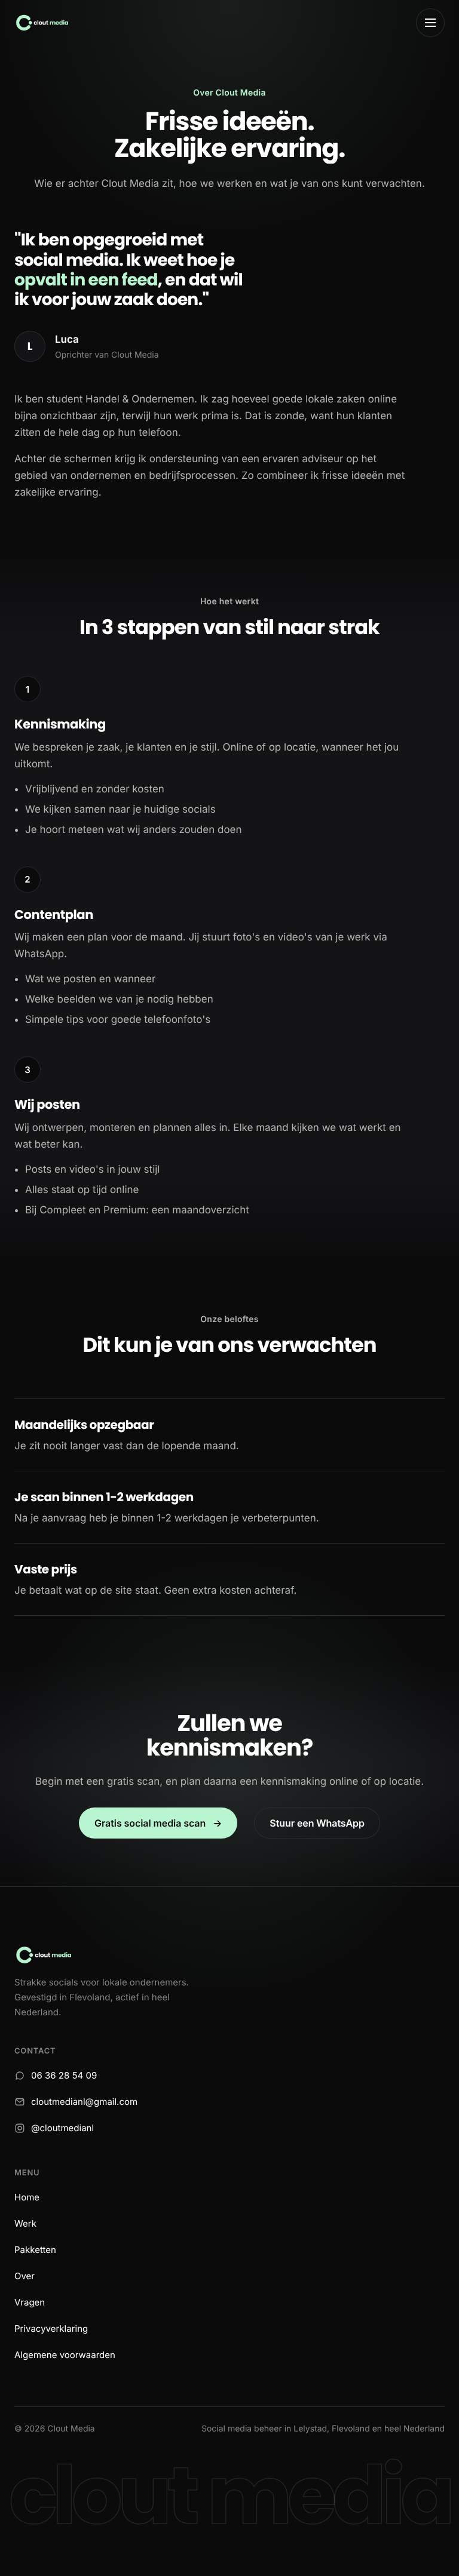 clout media
Over Clout Media
Frisse ideeën.
Zakelijke ervaring.
Wie er achter Clout Media zit, hoe we werken en wat je van ons kunt verwachten.
"Ik ben opgegroeid met
social media. Ik weet hoe je
opvalt in een feed, en dat wil
ik voor jouw zaak doen."
L
Luca
Oprichter van Clout Media
Ik ben student Handel & Ondernemen. Ik zag hoeveel goede lokale zaken online
bijna onzichtbaar zijn, terwijl hun werk prima is. Dat is zonde, want hun klanten
zitten de hele dag op hun telefoon.
Achter de schermen krijg ik ondersteuning van een ervaren adviseur op het
gebied van ondernemen en bedrijfsprocessen. Zo combineer ik frisse ideeën met
zakelijke ervaring.
Hoe het werkt
In 3 stappen van stil naar strak
1
Kennismaking
We bespreken je zaak, je klanten en je stijl. Online of op locatie, wanneer het jou
uitkomt.
• Vrijblijvend en zonder kosten
• We kijken samen naar je huidige socials
• Je hoort meteen wat wij anders zouden doen
2
Contentplan
Wij maken een plan voor de maand. Jij stuurt foto's en video's van je werk via
WhatsApp.
• Wat we posten en wanneer
• Welke beelden we van je nodig hebben
• Simpele tips voor goede telefoonfoto's
3
Wij posten
Wij ontwerpen, monteren en plannen alles in. Elke maand kijken we wat werkt en
wat beter kan.
• Posts en video's in jouw stijl
• Alles staat op tijd online
• Bij Compleet en Premium: een maandoverzicht
Onze beloftes
Dit kun je van ons verwachten
Maandelijks opzegbaar
Je zit nooit langer vast dan de lopende maand.
Je scan binnen 1-2 werkdagen
Na je aanvraag heb je binnen 1-2 werkdagen je verbeterpunten.
Vaste prijs
Je betaalt wat op de site staat. Geen extra kosten achteraf.
Zullen we
kennismaken?
Begin met een gratis scan, en plan daarna een kennismaking online of op locatie.
Gratis social media scan →
Stuur een WhatsApp
clout media
Strakke socials voor lokale ondernemers.
Gevestigd in Flevoland, actief in heel
Nederland.
CONTACT
06 36 28 54 09
cloutmedianl@gmail.com
@cloutmedianl
MENU
Home
Werk
Pakketten
Over
Vragen
Privacyverklaring
Algemene voorwaarden
© 2026 Clout Media
Social media beheer in Lelystad, Flevoland en heel Nederland
clout media